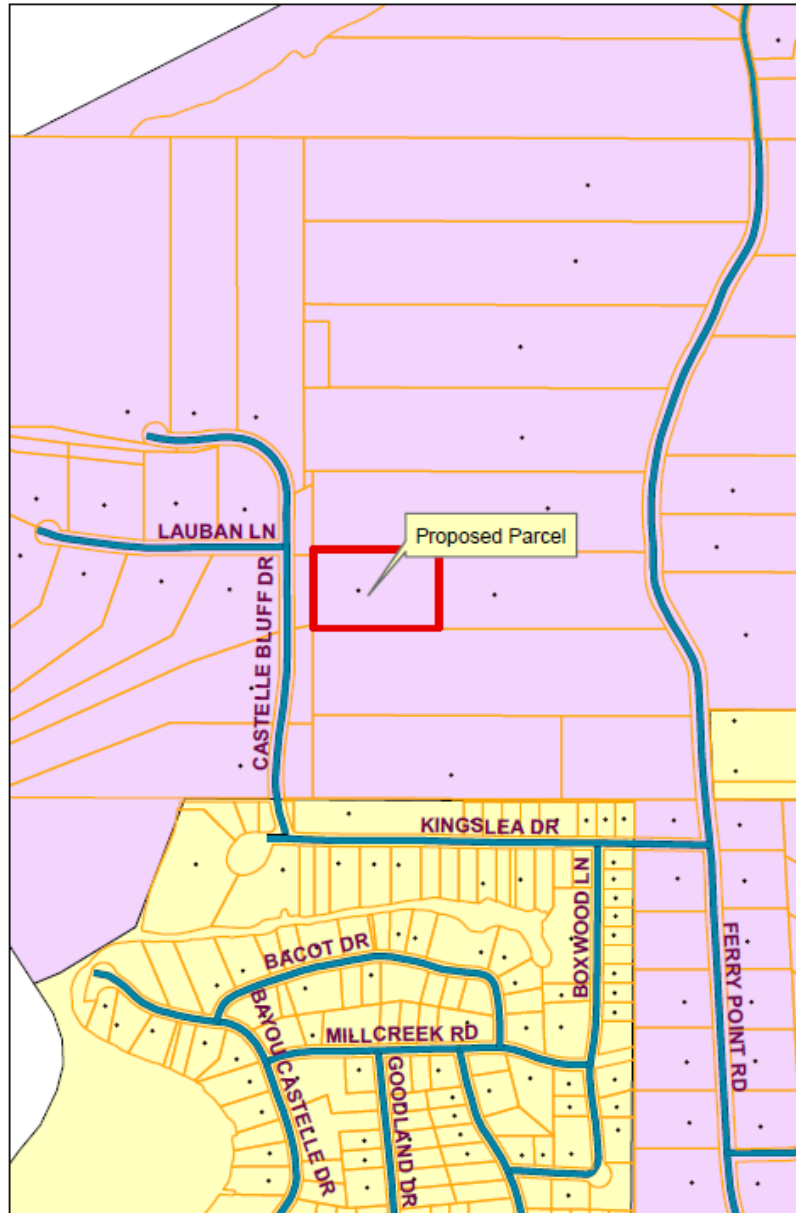 LAUBAN LN
Proposed Parcel
CASTELLE BLUFF DR
KINGSLEA DR
BOXWOOD LN
BACOT DR
FERRY POINT RD
MILLCREEK RD
BAYOU CASTELLE DR
GOODLAND DR